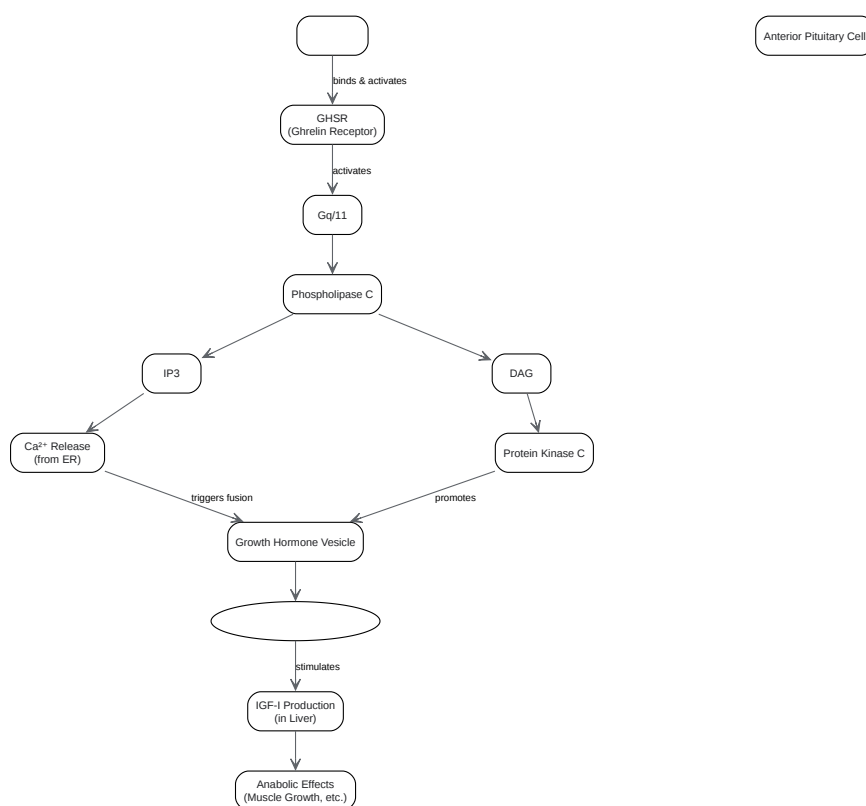 Anterior Pituitary Cell
binds & activates
GHSR
(Ghrelin Receptor)
activates
Gq/11
Phospholipase C
IP3
DAG
Ca²⁺ Release
(from ER)
Protein Kinase C
triggers fusion
promotes
Growth Hormone Vesicle
stimulates
IGF-I Production
(in Liver)
Anabolic Effects
(Muscle Growth, etc.)